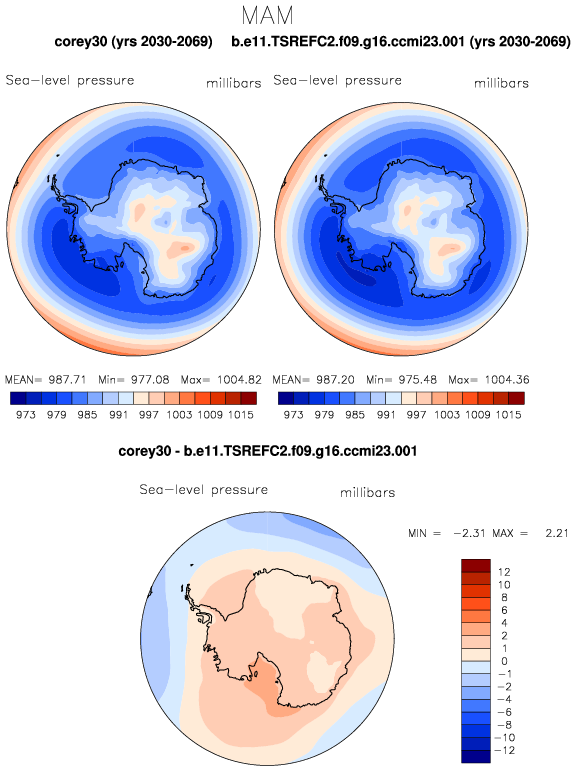 MAM
corey30 (yrs 2030-2069) b.e11.TSREFC2.f09.g16.ccmi23.001 (yrs 2030-2069)
Sea-level pressure millibars Sea-level pressure millibars
MEAN= 987.71 Min= 977.08 Max= 1004.82 MEAN= 987.20 Min= 975.48 Max= 1004.36
973 979 985 991 997 1003 1009 1015 973 979 985 991 997 1003 1009 1015
corey30 - b.e11.TSREFC2.f09.g16.ccmi23.001
Sea-level pressure millibars
MIN = -2.31 MAX = 2.21
12
10
8
6
4
2
1
0
-1
-2
-4
-6
-8
-10
-12